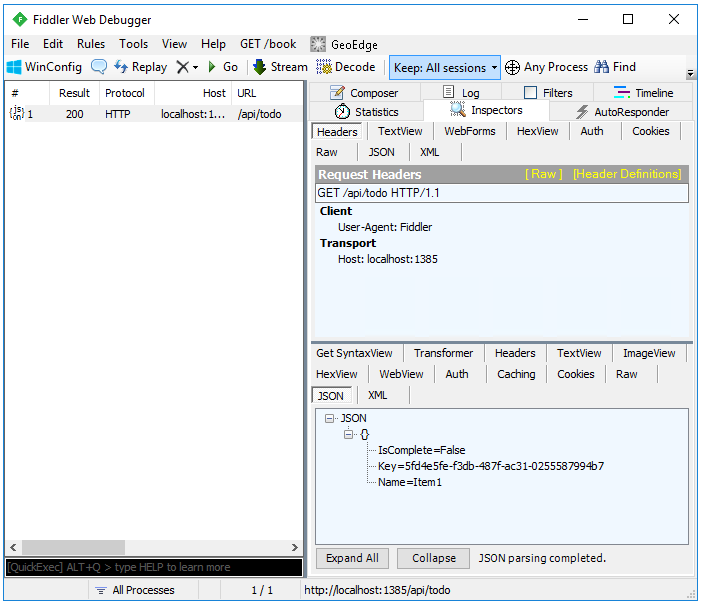 Fiddler Web Debugger
File Edit Rules Tools View Help GET /book GeoEdge
WinConfig Replay Go Stream Decode Keep: All sessions Any Process Find
# Result Protocol Host URL
{js on} 1 200 HTTP localhost:1... /api/todo
Composer Log Filters Timeline
Statistics Inspectors AutoResponder
Headers TextView WebForms HexView Auth Cookies
Raw JSON XML
Request Headers [ Raw ] [Header Definitions]
GET /api/todo HTTP/1.1
Client
User-Agent: Fiddler
Transport
Host: localhost:1385
Get SyntaxView Transformer Headers TextView ImageView
HexView WebView Auth Caching Cookies Raw
JSON XML
JSON
{}
IsComplete=False
Key=5fd4e5fe-f3db-487f-ac31-0255587994b7
Name=Item1
Expand All Collapse JSON parsing completed.
[QuickExec] ALT+Q > type HELP to learn more
All Processes 1 / 1 http://localhost:1385/api/todo